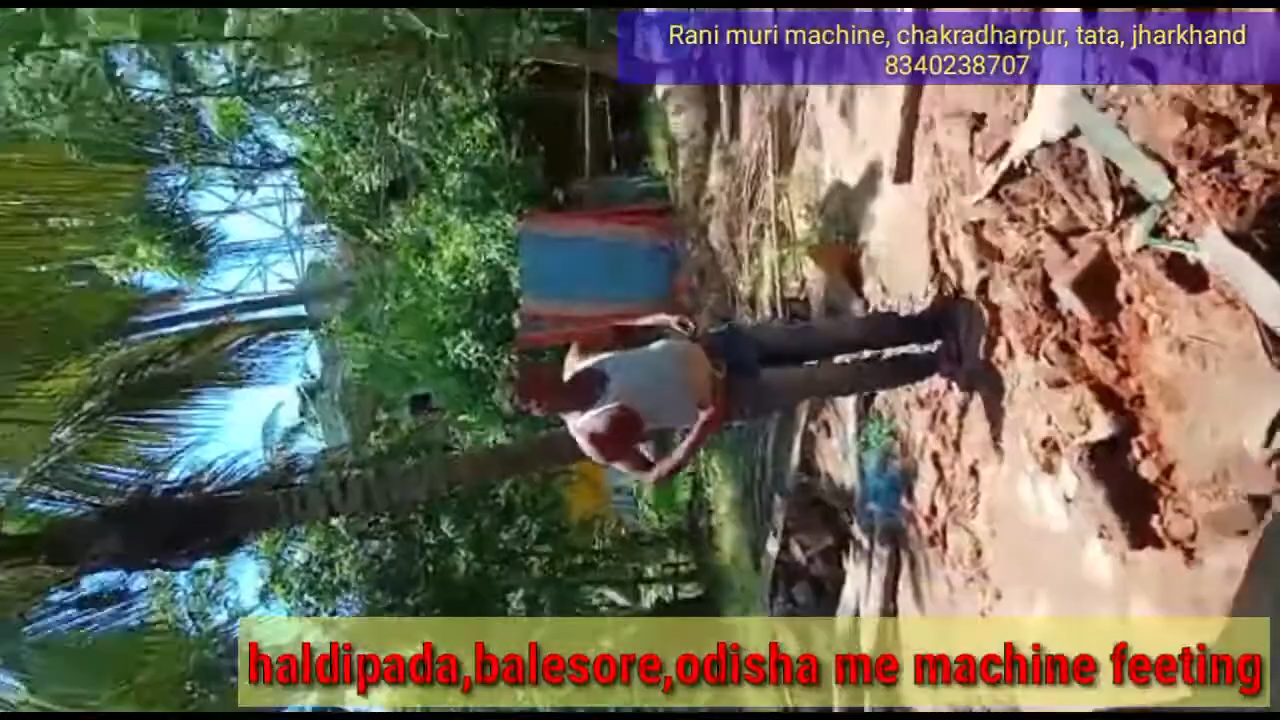 Rani muri machine, chakradharpur, tata, jharkhand
8340238707
haldipada,balesore,odisha me machine feeting